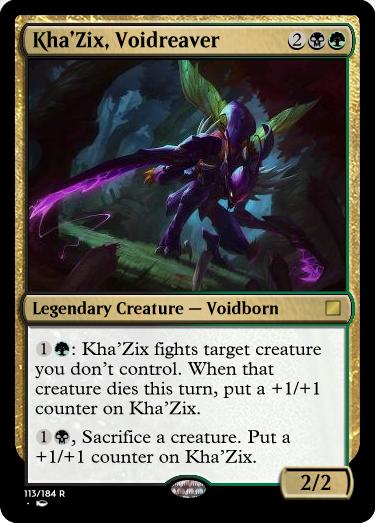 Kha'Zix, Voidreaver 2
Legendary Creature — Voidborn
1 : Kha'Zix fights target creature
you don't control. When that
creature dies this turn, put a +1/+1
counter on Kha'Zix.
1 , Sacrifice a creature. Put a
+1/+1 counter on Kha'Zix.
2/2
113/184 R